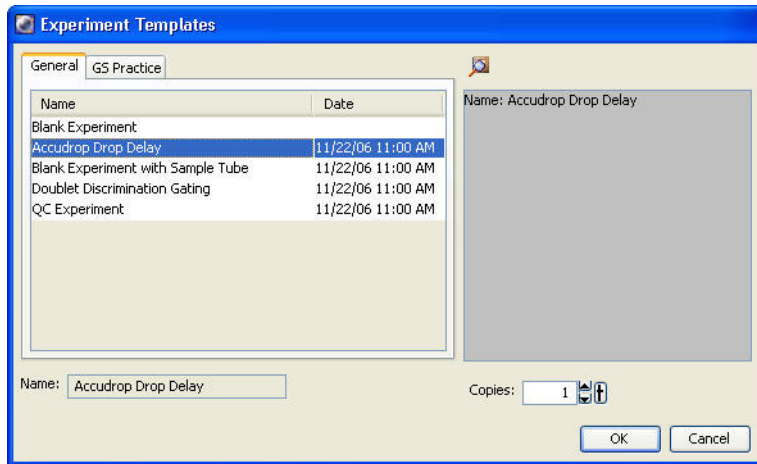 Experiment Templates
General GS Practice
Name Date
Blank Experiment
Accudrop Drop Delay 11/22/06 11:00 AM
Blank Experiment with Sample Tube 11/22/06 11:00 AM
Doublet Discrimination Gating 11/22/06 11:00 AM
QC Experiment 11/22/06 11:00 AM
Name: Accudrop Drop Delay
Name: Accudrop Drop Delay
Copies: 1
OK Cancel